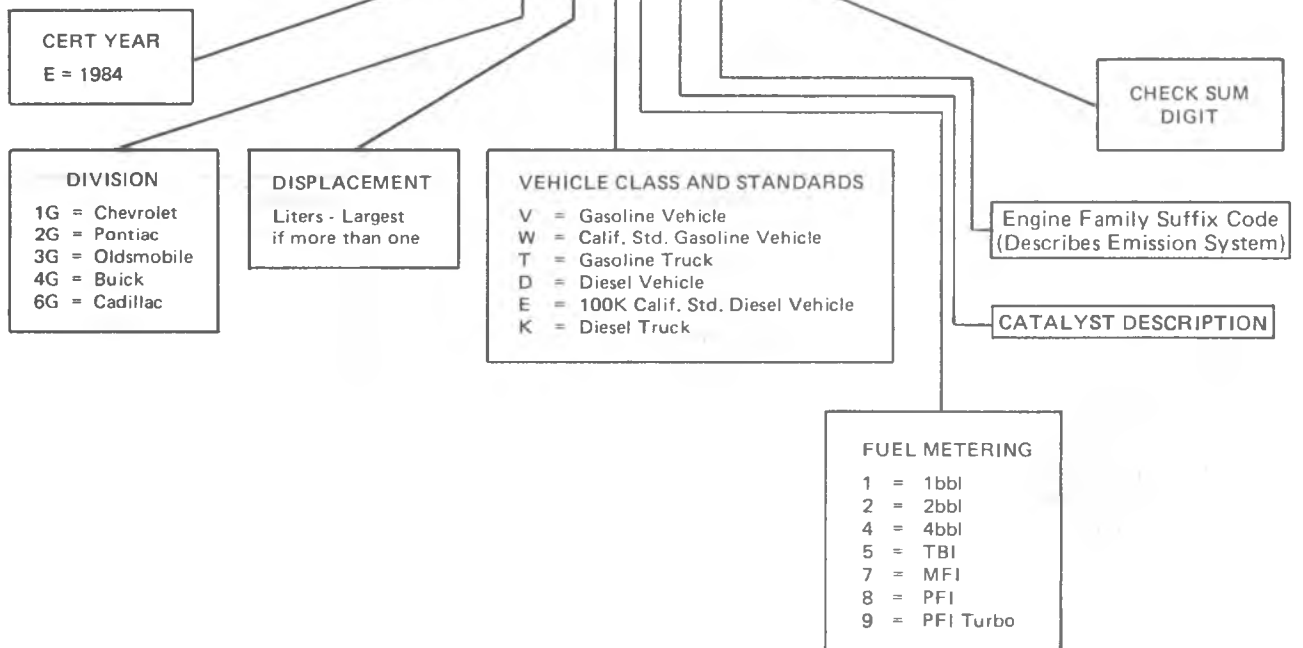 CERT YEAR
E = 1984
CHECK SUM
DIGIT
DIVISION
1G = Chevrolet
2G = Pontiac
3G = Oldsmobile
4G = Buick
6G = Cadillac
DISPLACEMENT
Liters - Largest
if more than one
VEHICLE CLASS AND STANDARDS
V = Gasoline Vehicle
W = Calif. Std. Gasoline Vehicle
T = Gasoline Truck
D = Diesel Vehicle
E = 100K Calif. Std. Diesel Vehicle
K = Diesel Truck
Engine Family Suffix Code
(Describes Emission System)
CATALYST DESCRIPTION
FUEL METERING
1 = 1bbl
2 = 2bbl
4 = 4bbl
5 = TBI
7 = MFI
8 = PFI
9 = PFI Turbo